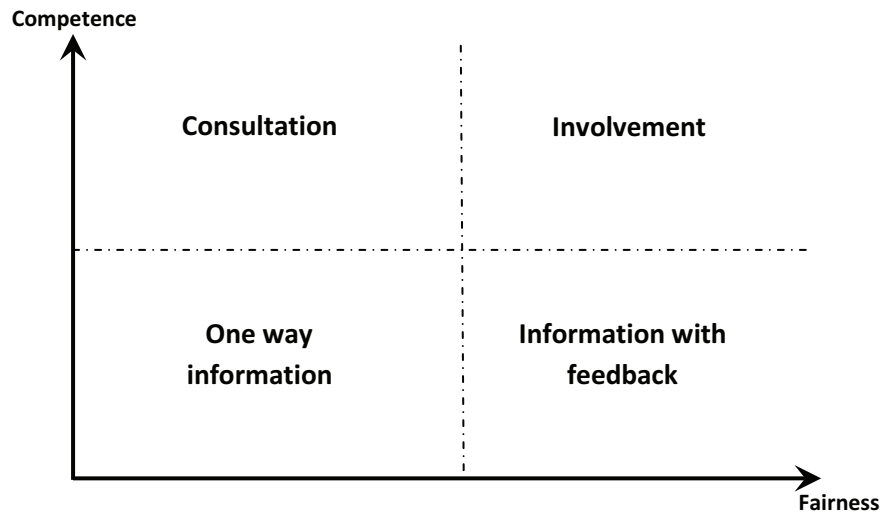 Competence
Consultation
Involvement
One way
information
Information with
feedback
Fairness